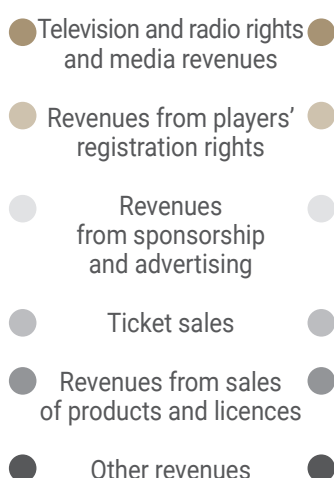 Television and radio rights
and media revenues
Revenues from players’
registration rights
Revenues
from sponsorship
and advertising
Ticket sales
Revenues from sales
of products and licences
Other revenues